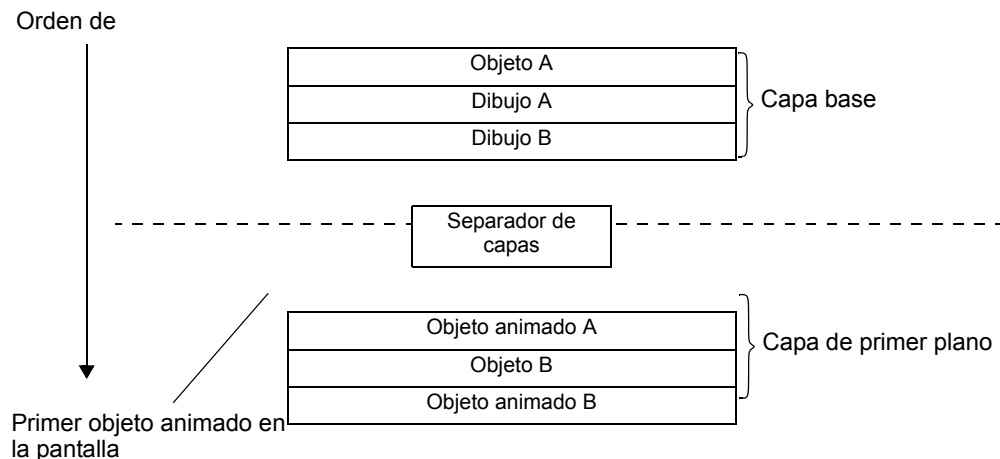 Orden de
Objeto A
Dibujo A
Capa base
Dibujo B
Separador de
capas
Objeto animado A
Objeto B
Capa de primer plano
Objeto animado B
Primer objeto animado en
la pantalla